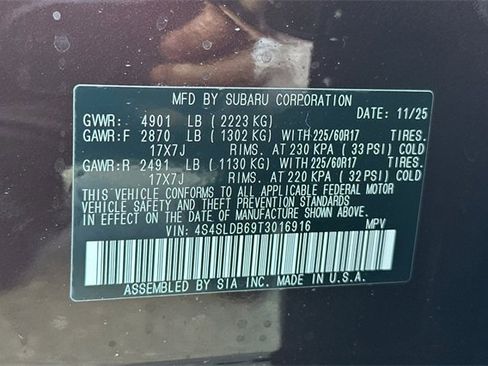 MFD BY SUBARU CORPORATION
DATE: 11/25
GVWR: 4901 LB ( 2223 KG)
GAWR:F 2870 LB ( 1302 KG) WITH 225/60R17 TIRES.
17X7J RIMS. AT 230 KPA ( 33 PSI) COLD
GAWR:R 2491 LB ( 1130 KG) WITH 225/60R17 TIRES.
17X7J RIMS. AT 220 KPA ( 32 PSI) COLD
THIS VEHICLE CONFORMS TO ALL APPLICABLE FEDERAL MOTOR
VEHICLE SAFETY AND THEFT PREVENTION STANDARDS
IN EFFECT ON THE DATE OF MANUFACTURE SHOWN ABOVE.
VIN: 4S4SLDB69T3016916 MPV
ASSEMBLED BY SIA INC. MADE IN U.S.A.